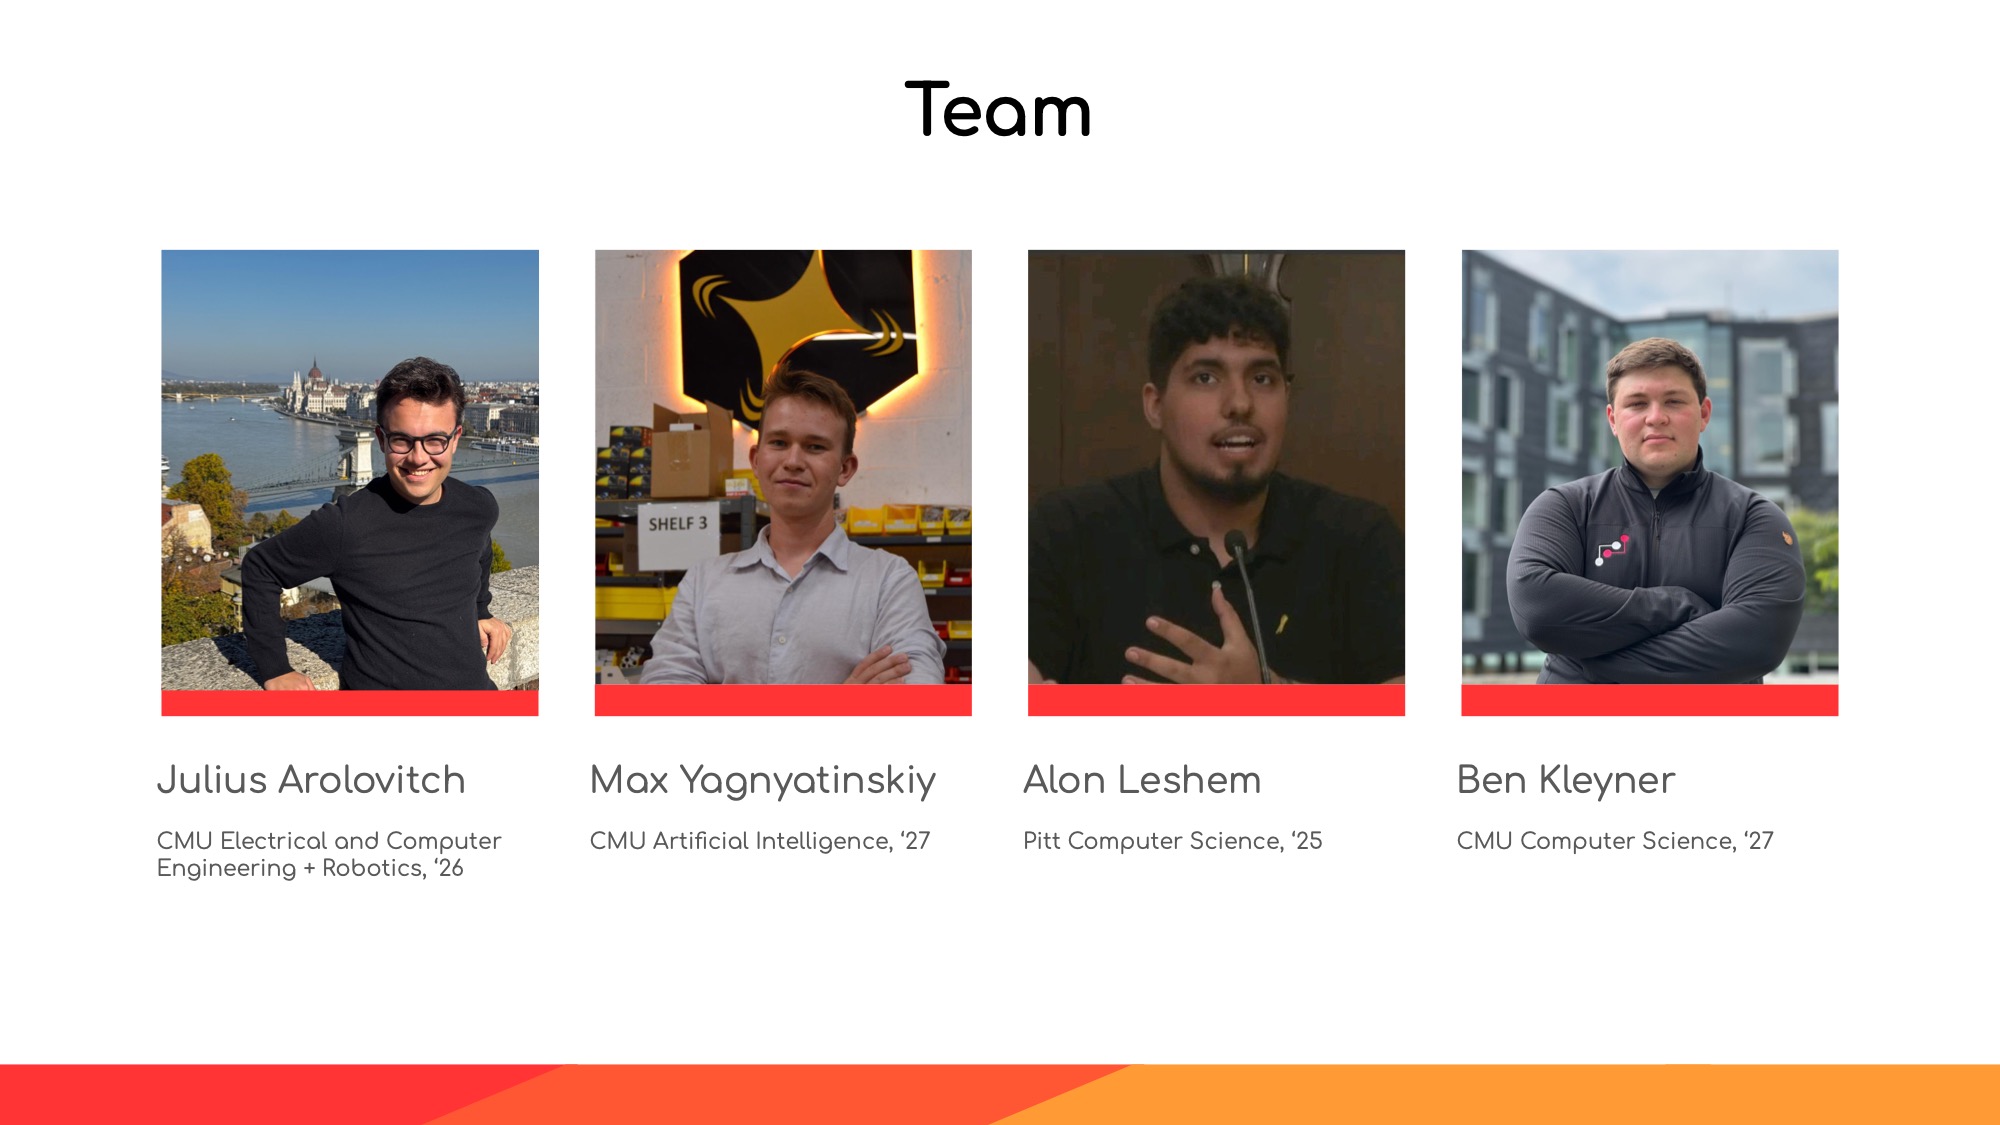 Team
SHELF 3
Julius Arolovitch
CMU Electrical and Computer
Engineering + Robotics, ‘26
Max Yagnyatinskiy
CMU Artificial Intelligence, ‘27
Alon Leshem
Pitt Computer Science, ‘25
Ben Kleyner
CMU Computer Science, ‘27